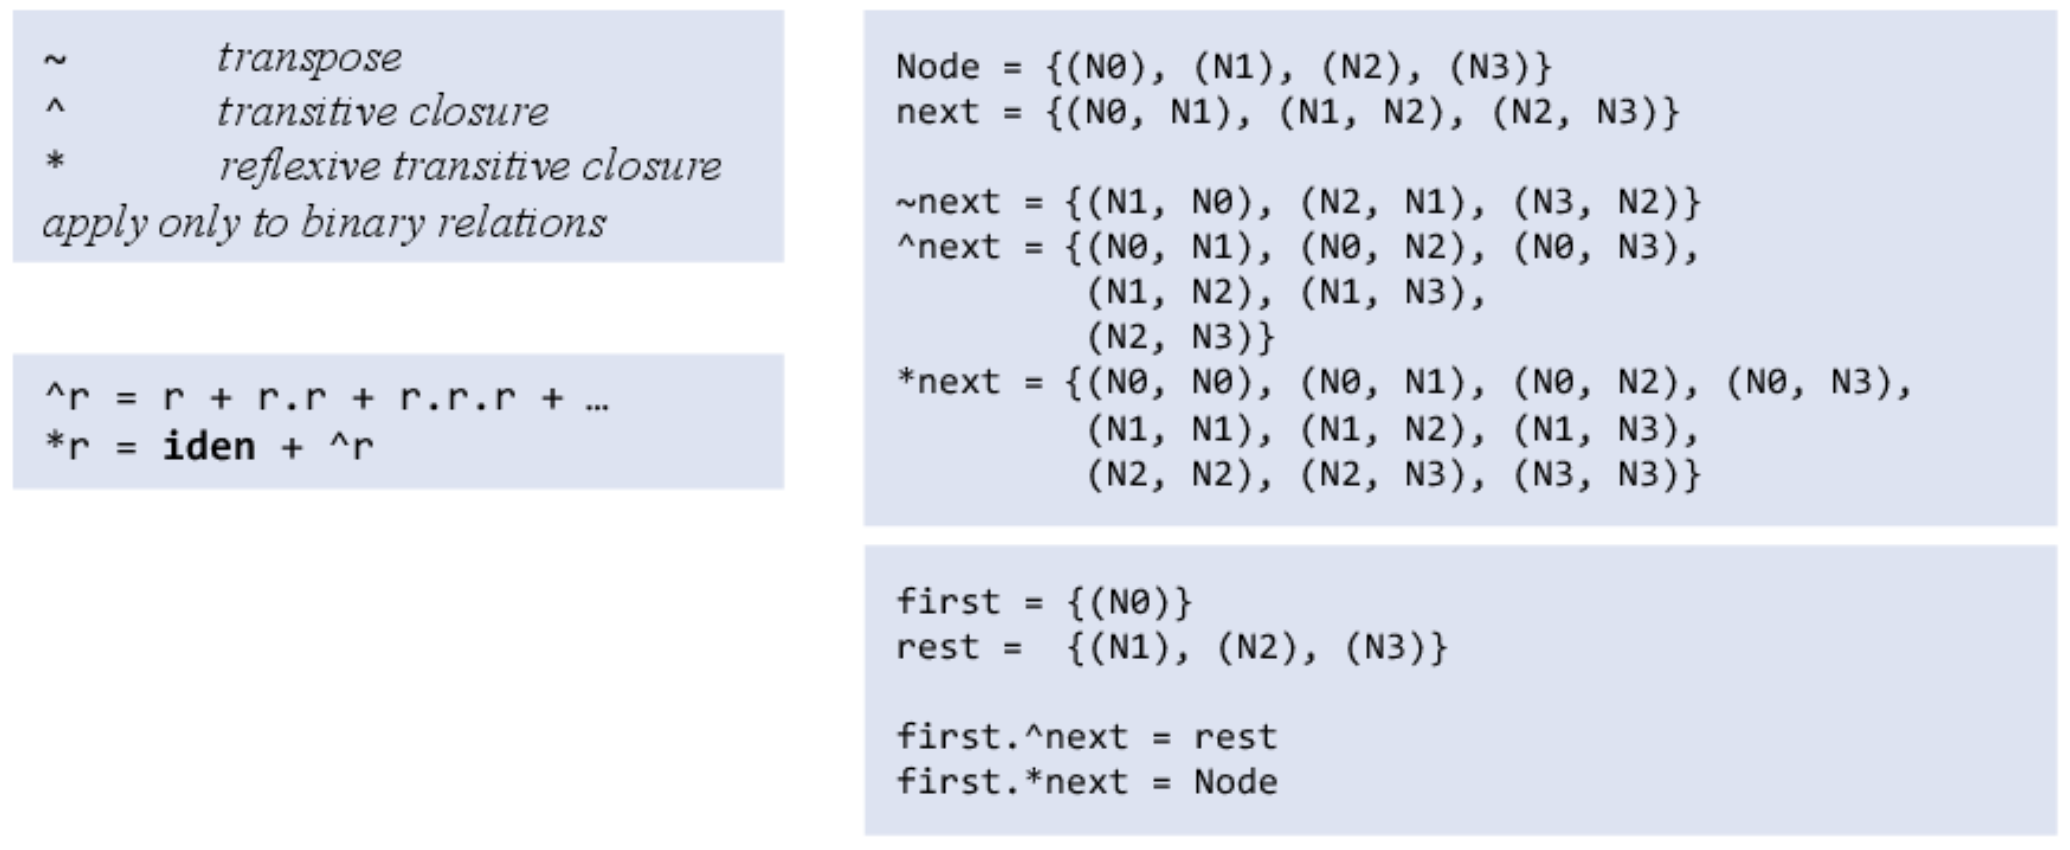 ~ transpose
^ transitive closure
* reflexive transitive closure
apply only to binary relations
^r = r + r.r + r.r.r + …
*r = iden + ^r
Node = {(N0), (N1), (N2), (N3)}
next = {(N0, N1), (N1, N2), (N2, N3)}
~next = {(N1, N0), (N2, N1), (N3, N2)}
^next = {(N0, N1), (N0, N2), (N0, N3),
(N1, N2), (N1, N3),
(N2, N3)}
*next = {(N0, N0), (N0, N1), (N0, N2), (N0, N3),
(N1, N1), (N1, N2), (N1, N3),
(N2, N2), (N2, N3), (N3, N3)}
first = {(N0)}
rest = {(N1), (N2), (N3)}
first.^next = rest
first.*next = Node